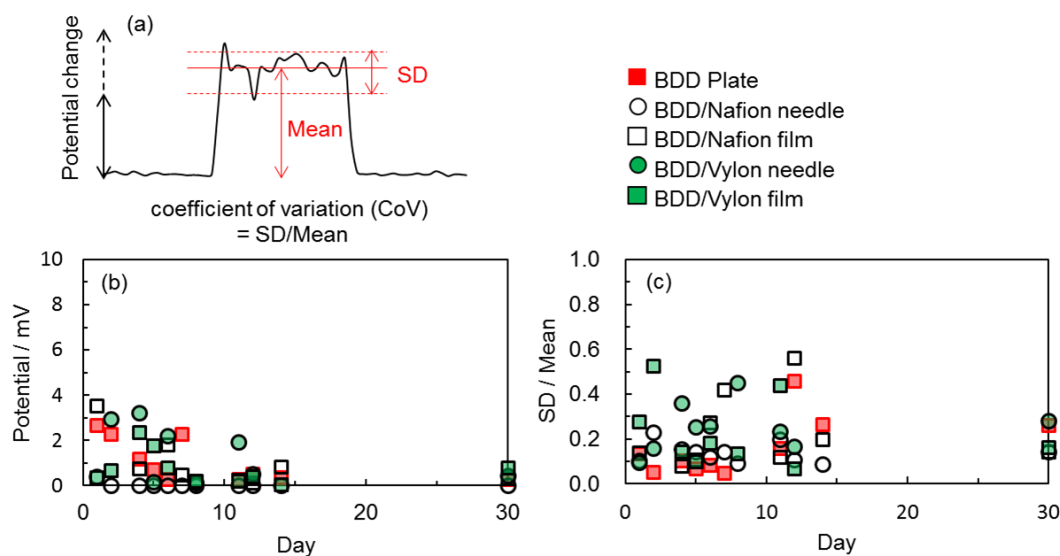 (a)
Potential change
SD
Mean
coefficient of variation (CoV)
= SD/Mean
BDD Plate
BDD/Nafion needle
BDD/Nafion film
BDD/Vylon needle
BDD/Vylon film
(b)
Potential / mV
10
8
6
4
2
0
0 10 20 30
Day
(c)
SD / Mean
1.0
0.8
0.6
0.4
0.2
0.0
0 10 20 30
Day